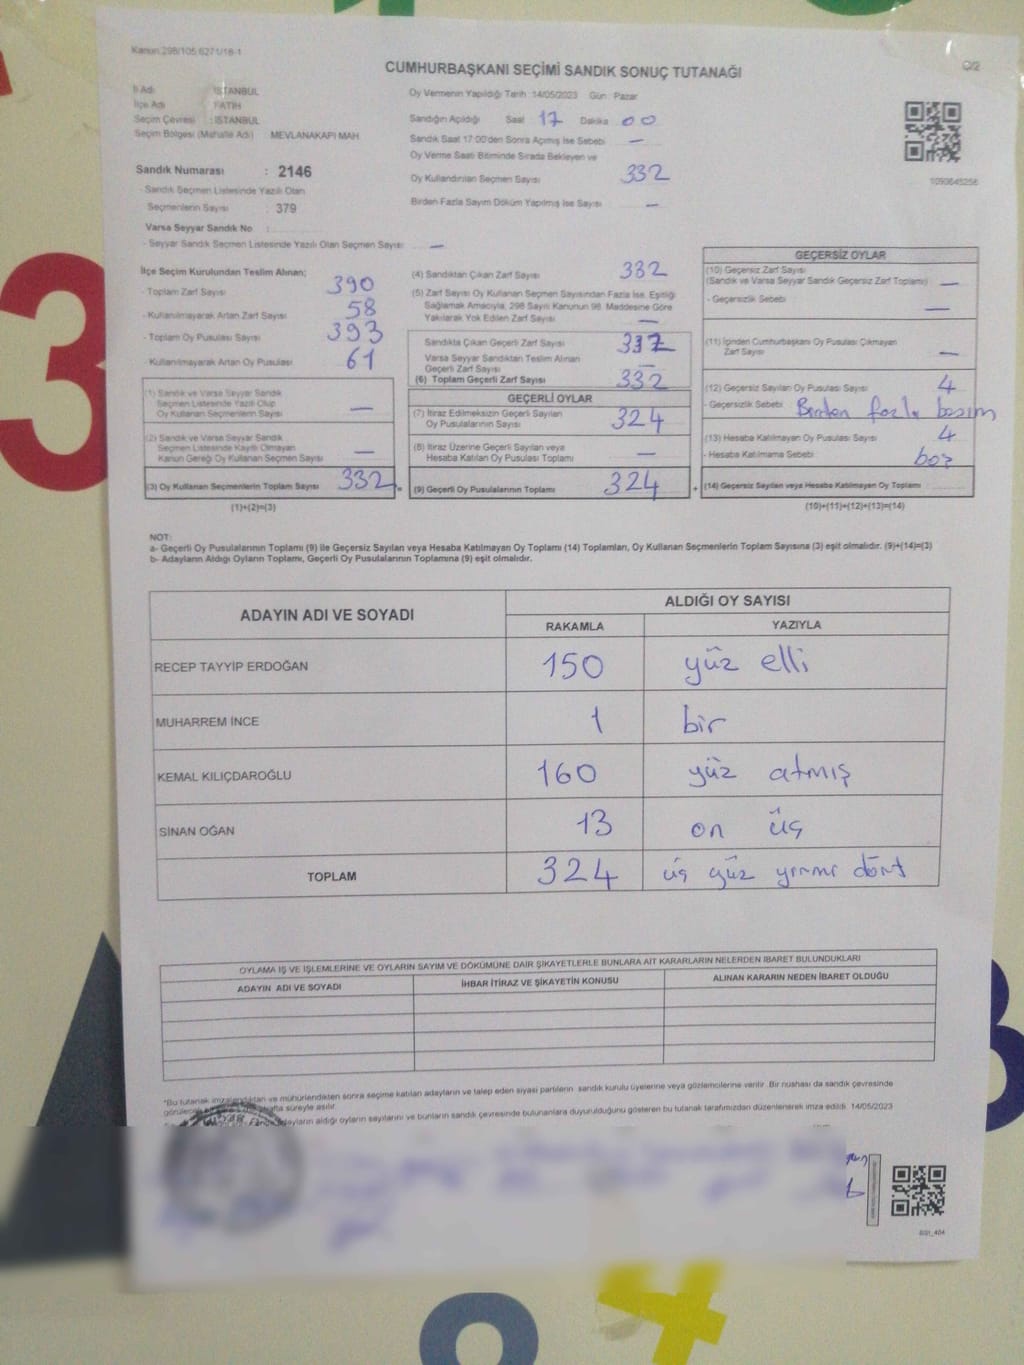 Kanun:298/105,6271/18-1
CUMHURBAŞKANI SEÇİMİ SANDIK SONUÇ TUTANAĞI
İl Adı : İSTANBUL
İlçe Adı FATİH
Seçim Çevresi : İSTANBUL
Seçim Bölgesi (Mahalle Adı) MEVLANAKAPI MAH
Sandık Numarası : 2146
- Sandık Seçmen Listesinde Yazılı Olan
Seçmenlerin Sayısı : 379
Varsa Seyyar Sandık No :
- Seyyar Sandık Seçmen Listesinde Yazılı Olan Seçmen Sayısı: —
Oy Vermenin Yapıldığı Tarih :14/05/2023 Gün : Pazar
Sandığın Açıldığı Saat 17 Dakika 00
Sandık Saat 17:00'den Sonra Açılmış İse Sebebi —
Oy Verme Saati Bitiminde Sırada Bekleyen ve
Oy Kullandırılan Seçmen Sayısı 332
Birden Fazla Sayım Döküm Yapılmış İse Sayısı —
1090645256
İlçe Seçim Kurulundan Teslim Alınan;
- Toplam Zarf Sayısı 390
- Kullanılmayarak Artan Zarf Sayısı 58
- Toplam Oy Pusulası Sayısı 393
- Kullanılmayarak Artan Oy Pusulası 61
(1) Sandık ve Varsa Seyyar Sandık
Seçmen Listesinde Yazılı Olup
Oy Kullanan Seçmenlerin Sayısı —
(2) Sandık ve Varsa Seyyar Sandık
Seçmen Listesinde Kayıtlı Olmayan
Kanun Gereği Oy Kullanan Seçmen Sayısı —
(3) Oy Kullanan Seçmenlerin Toplam Sayısı 332 =
(1)+(2)=(3)
(4) Sandıktan Çıkan Zarf Sayısı 332
(5) Zarf Sayısı Oy Kullanan Seçmen Sayısından Fazla İse, Eşitliği
Sağlamak Amacıyla, 298 Sayılı Kanunun 98. Maddesine Göre
Yakılarak Yok Edilen Zarf Sayısı —
Sandıkta Çıkan Geçerli Zarf Sayısı 332
Varsa Seyyar Sandıktan Teslim Alınan
Geçerli Zarf Sayısı —
(6) Toplam Geçerli Zarf Sayısı 332
GEÇERLİ OYLAR
(7) İtiraz Edilmeksizin Geçerli Sayılan
Oy Pusulalarının Sayısı 324
(8) İtiraz Üzerine Geçerli Sayılan veya
Hesaba Katılan Oy Pusulası Toplamı —
(9) Geçerli Oy Pusulalarının Toplamı 324 +
GEÇERSİZ OYLAR
(10) Geçersiz Zarf Sayısı
(Sandık ve Varsa Seyyar Sandık Geçersiz Zarf Toplamı) —
- Geçersizlik Sebebi —
(11) İçinden Cumhurbaşkanı Oy Pusulası Çıkmayan
Zarf Sayısı —
(12) Geçersiz Sayılan Oy Pusulası Sayısı 4
- Geçersizlik Sebebi Birden fazla basım
(13) Hesaba Katılmayan Oy Pusulası Sayısı 4
- Hesaba Katılmama Sebebi boş
(14) Geçersiz Sayılan veya Hesaba Katılmayan Oy Toplamı
(10)+(11)+(12)+(13)=(14)
NOT:
a- Geçerli Oy Pusulalarının Toplamı (9) ile Geçersiz Sayılan veya Hesaba Katılmayan Oy Toplamı (14) Toplamları, Oy Kullanan Seçmenlerin Toplam Sayısına (3) eşit olmalıdır. (9)+(14)=(3)
b- Adayların Aldığı Oyların Toplamı, Geçerli Oy Pusulalarının Toplamına (9) eşit olmalıdır.
ADAYIN ADI VE SOYADI ALDIĞI OY SAYISI
RAKAMLA YAZIYLA
RECEP TAYYİP ERDOĞAN 150 yüz elli
MUHARREM İNCE 1 bir
KEMAL KILIÇDAROĞLU 160 yüz atmış
SİNAN OĞAN 13 on üç
TOPLAM 324 üç yüz yirmi dört
OYLAMA İŞ VE İŞLEMLERİNE VE OYLARIN SAYIM VE DÖKÜMÜNE DAİR ŞİKAYETLERLE BUNLARA AİT KARARLARIN NELERDEN İBARET BULUNDUKLARI
ADAYIN ADI VE SOYADI İHBAR İTİRAZ VE ŞİKAYETİN KONUSU ALINAN KARARIN NEDEN İBARET OLDUĞU
*Bu tutanak imzalandıktan ve mühürlendikten sonra seçime katılan adayların ve talep eden siyasi partilerin sandık kurulu üyelerine veya gözlemcilerine verilir. Bir nüshası da sandık çevresinde
hafta süreyle asılır.
adayların aldığı oyların sayılarını ve bunların sandık çevresinde bulunanlara duyurulduğunu gösteren bu tutanak tarafımızdan düzenlenerek imza edildi. 14/05/2023